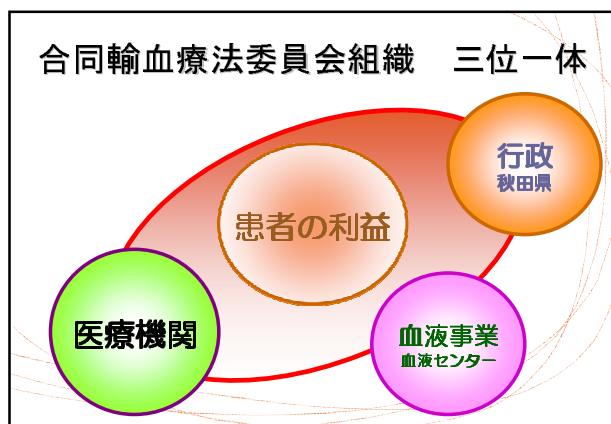 合同輸血療法委員会組織　三位一体
行政
秋田県
患者の利益
医療機関
血液事業
血液センター